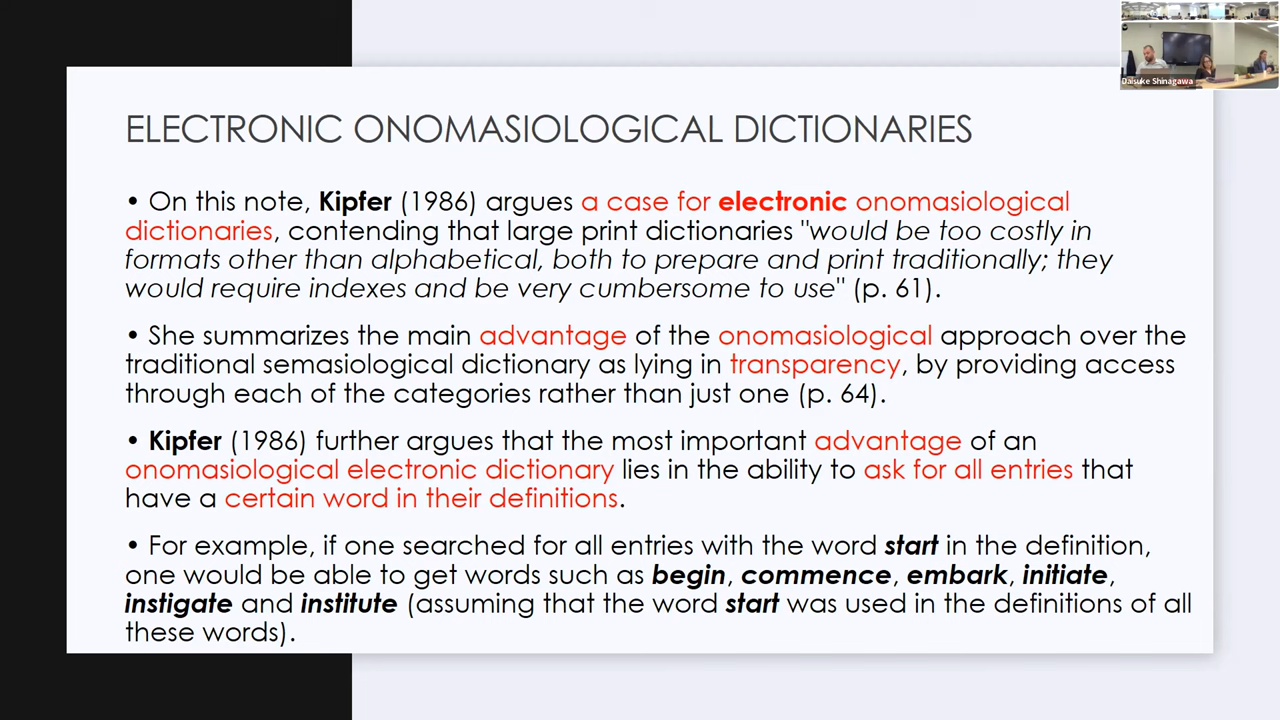 Daisuke Shinagawa
ELECTRONIC ONOMASIOLOGICAL DICTIONARIES
• On this note, Kipfer (1986) argues a case for electronic onomasiological
dictionaries, contending that large print dictionaries "would be too costly in
formats other than alphabetical, both to prepare and print traditionally; they
would require indexes and be very cumbersome to use" (p. 61).
• She summarizes the main advantage of the onomasiological approach over the
traditional semasiological dictionary as lying in transparency, by providing access
through each of the categories rather than just one (p. 64).
• Kipfer (1986) further argues that the most important advantage of an
onomasiological electronic dictionary lies in the ability to ask for all entries that
have a certain word in their definitions.
• For example, if one searched for all entries with the word start in the definition,
one would be able to get words such as begin, commence, embark, initiate,
instigate and institute (assuming that the word start was used in the definitions of all
these words).